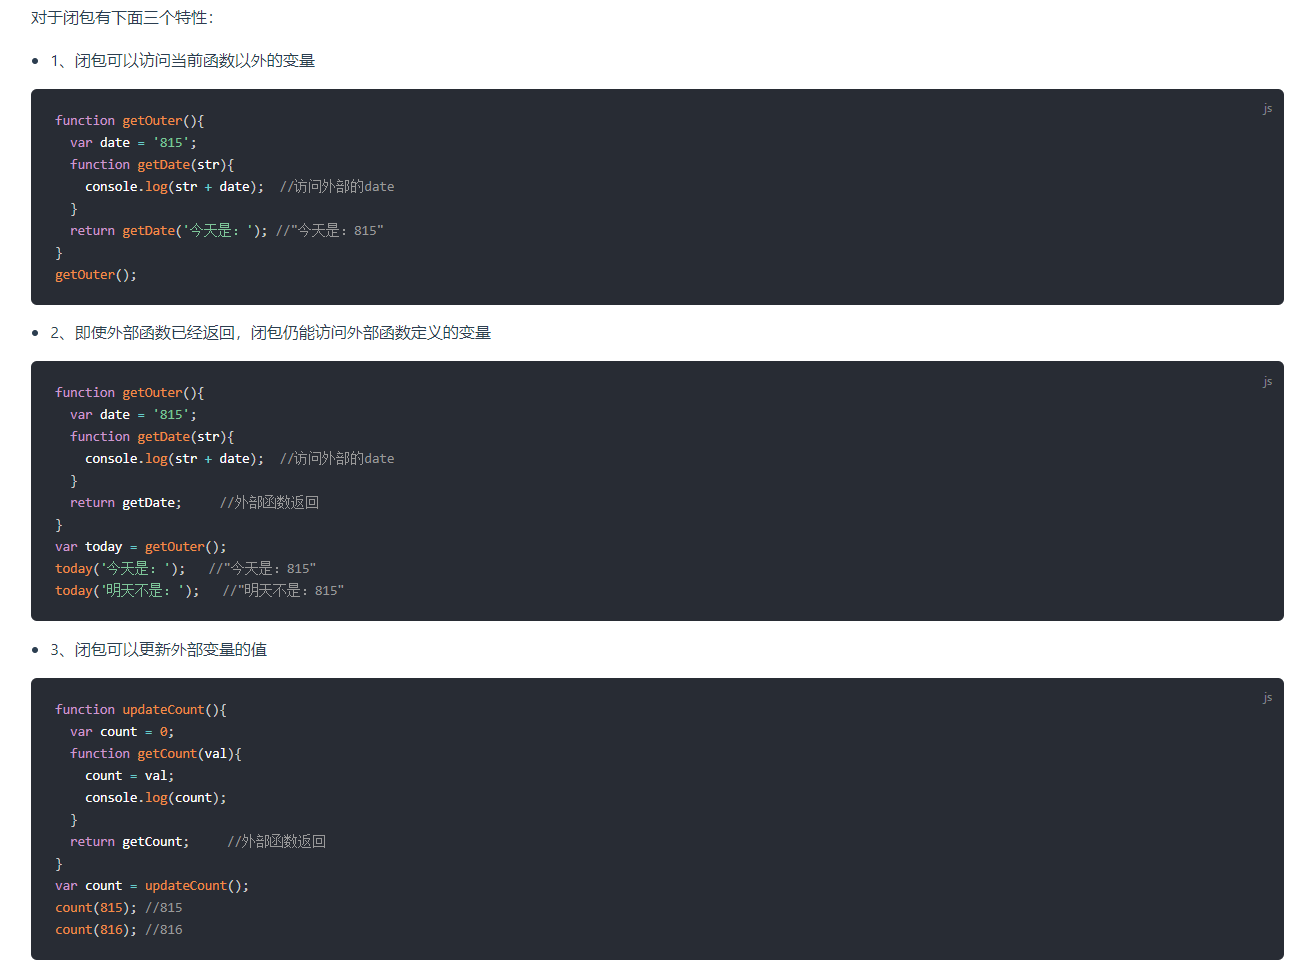 对于闭包有下面三个特性：
• 1、闭包可以访问当前函数以外的变量
js
function getOuter(){
  var date = '815';
  function getDate(str){
    console.log(str + date);  //访问外部的date
  }
  return getDate('今天是：'); //"今天是：815"
}
getOuter();
• 2、即使外部函数已经返回，闭包仍能访问外部函数定义的变量
js
function getOuter(){
  var date = '815';
  function getDate(str){
    console.log(str + date);  //访问外部的date
  }
  return getDate;     //外部函数返回
}
var today = getOuter();
today('今天是：');   //"今天是：815"
today('明天不是：');   //"明天不是：815"
• 3、闭包可以更新外部变量的值
js
function updateCount(){
  var count = 0;
  function getCount(val){
    count = val;
    console.log(count);
  }
  return getCount;     //外部函数返回
}
var count = updateCount();
count(815); //815
count(816); //816